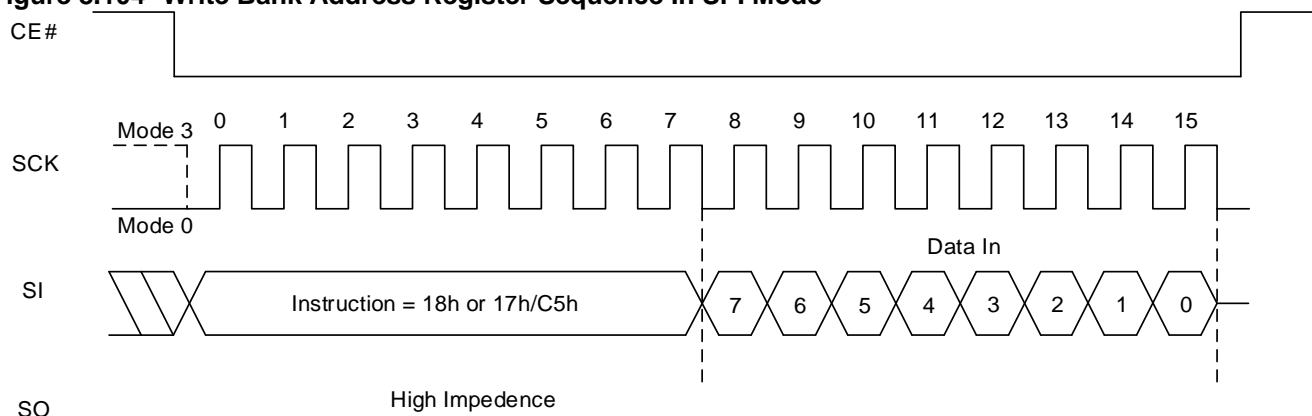 Figure 8.104 Write Bank Address Register Sequence In SPI Mode
CE#
Mode 3 0 1 2 3 4 5 6 7 8 9 10 11 12 13 14 15
SCK
Mode 0
Data In
SI
Instruction = 18h or 17h/C5h 7 6 5 4 3 2 1 0
High Impedence
SO